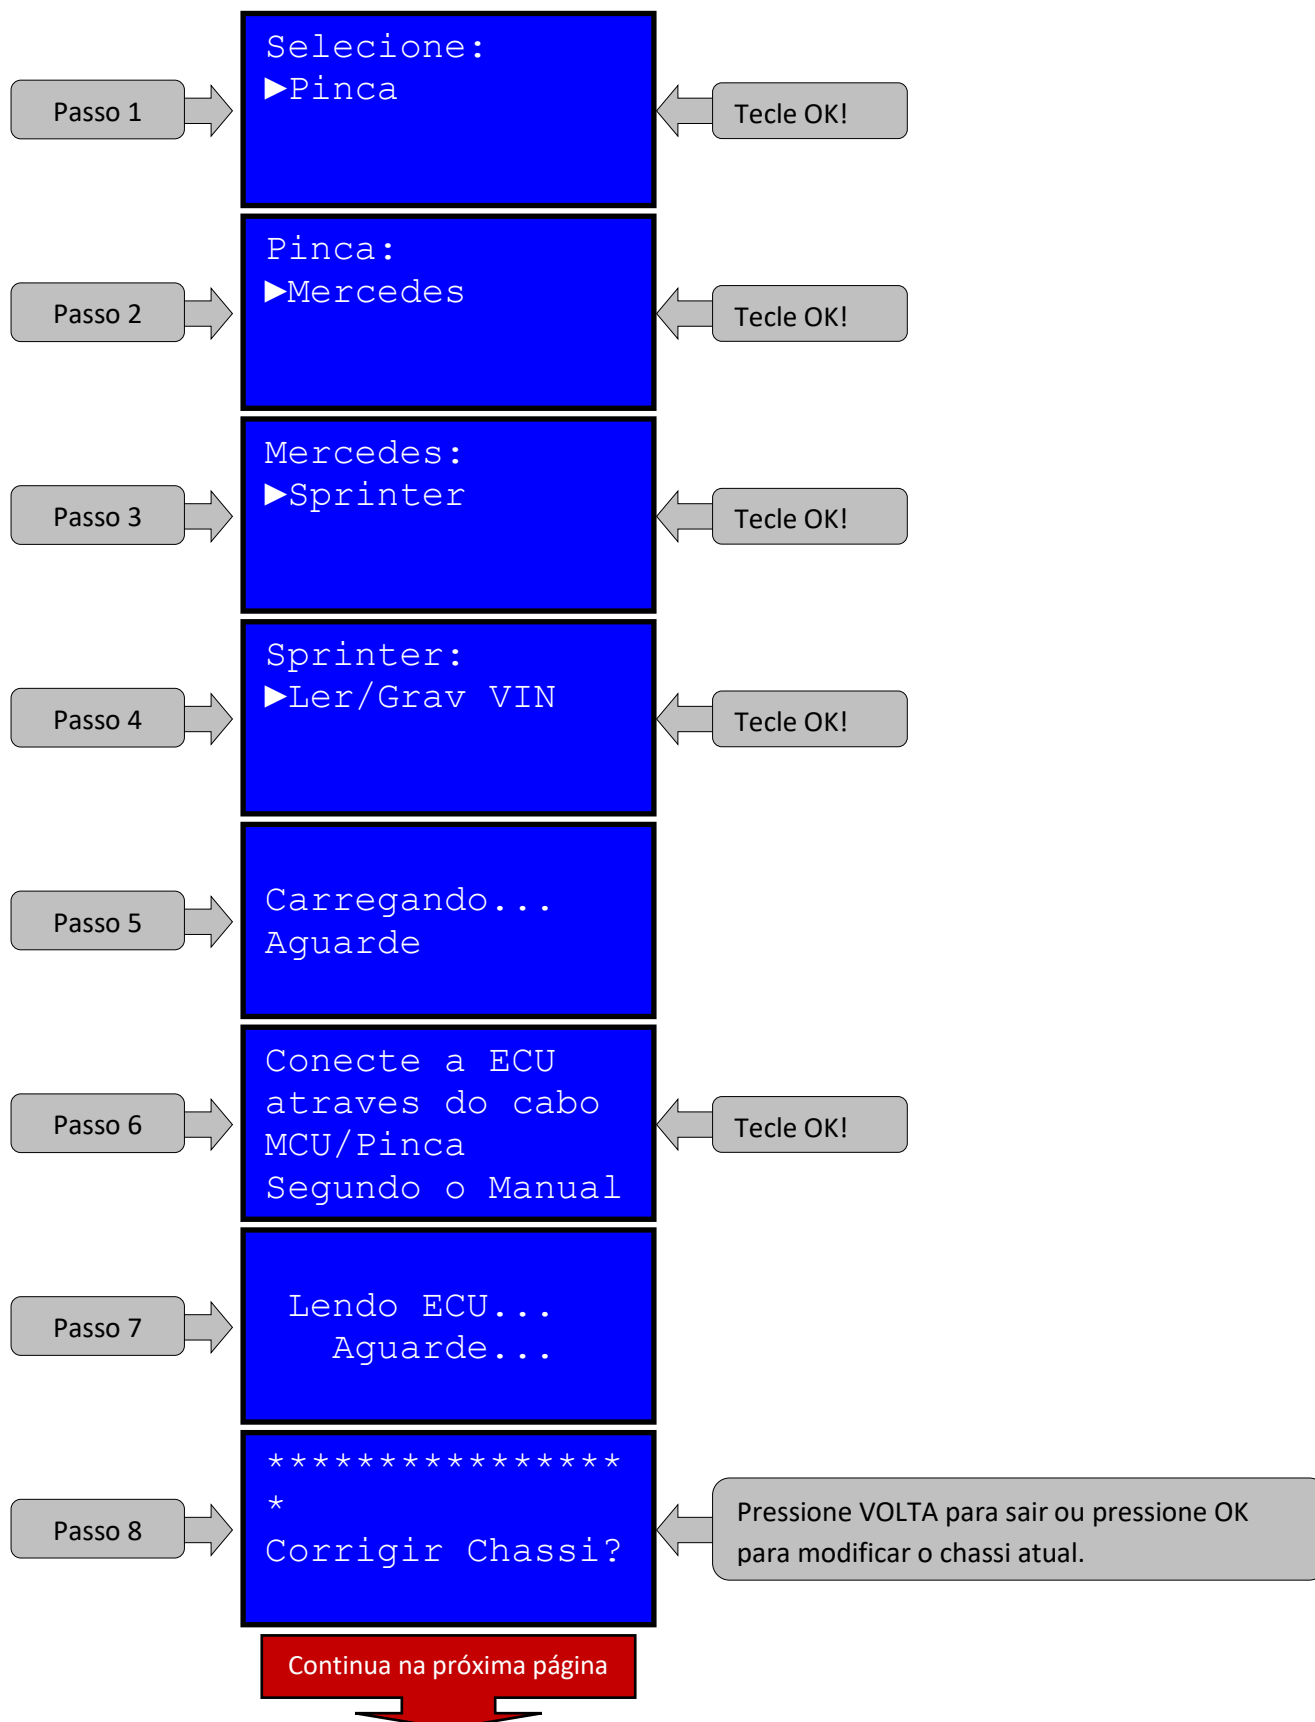 Selecione:
►Pinca
Passo 1
Tecle OK!
Pinca:
►Mercedes
Passo 2
Tecle OK!
Mercedes:
►Sprinter
Passo 3
Tecle OK!
Sprinter:
►Ler/Grav VIN
Passo 4
Tecle OK!
Carregando...
Aguarde
Passo 5
Conecte a ECU
atraves do cabo
MCU/Pinca
Segundo o Manual
Passo 6
Tecle OK!
Lendo ECU...
Aguarde...
Passo 7
****************
*
Corrigir Chassi?
Passo 8
Pressione VOLTA para sair ou pressione OK
para modificar o chassi atual.
Continua na próxima página